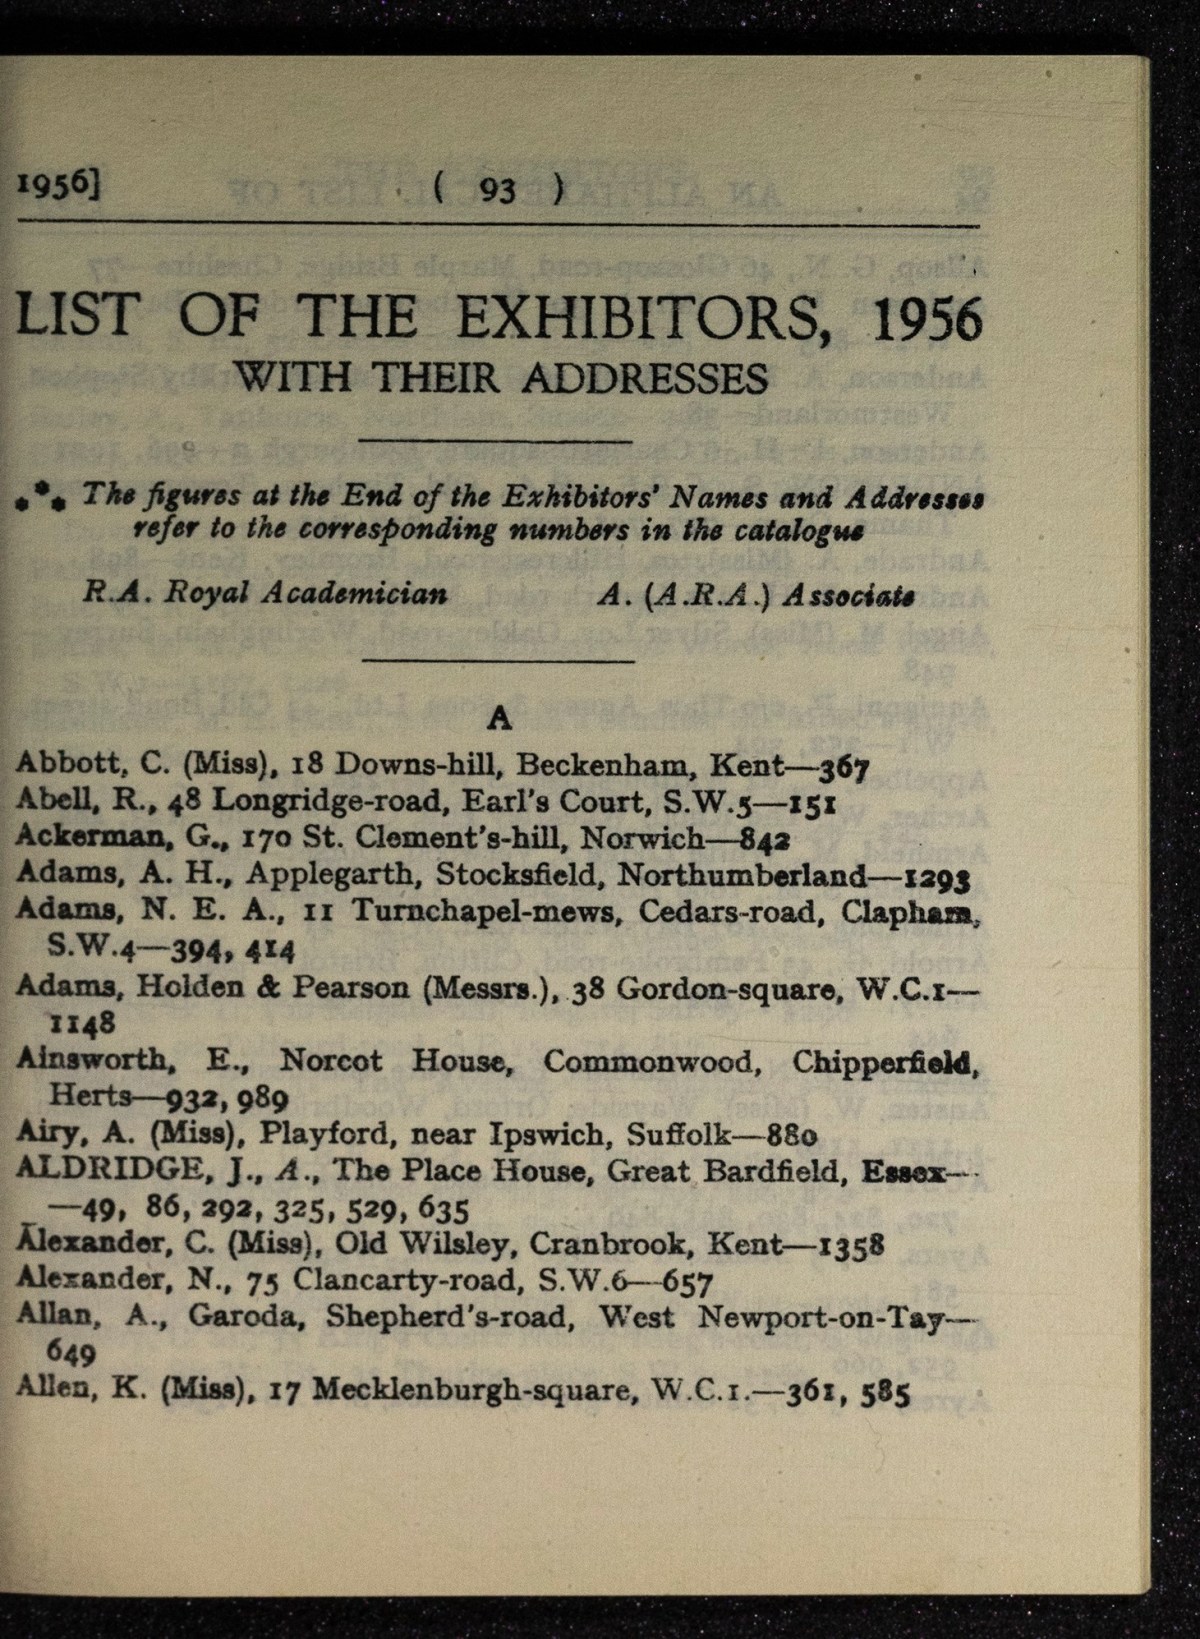 1956] ( 93 )
LIST OF THE EXHIBITORS, 1956
WITH THEIR ADDRESSES
⁂ The figures at the End of the Exhibitors' Names and Addresses
refer to the corresponding numbers in the catalogue
R.A. Royal Academician A. (A.R.A.) Associate
A
Abbott, C. (Miss), 18 Downs-hill, Beckenham, Kent—367
Abell, R., 48 Longridge-road, Earl's Court, S.W.5—151
Ackerman, G., 170 St. Clement's-hill, Norwich—842
Adams, A. H., Applegarth, Stocksfield, Northumberland—1293
Adams, N. E. A., 11 Turnchapel-mews, Cedars-road, Clapham,
S.W.4—394, 414
Adams, Holden & Pearson (Messrs.), 38 Gordon-square, W.C.1—
1148
Ainsworth, E., Norcot House, Commonwood, Chipperfield,
Herts—932, 989
Airy, A. (Miss), Playford, near Ipswich, Suffolk—880
ALDRIDGE, J., A., The Place House, Great Bardfield, Essex—
—49, 86, 292, 325, 529, 635
Alexander, C. (Miss), Old Wilsley, Cranbrook, Kent—1358
Alexander, N., 75 Clancarty-road, S.W.6—657
Allan, A., Garoda, Shepherd's-road, West Newport-on-Tay—
649
Allen, K. (Miss), 17 Mecklenburgh-square, W.C.1.—361, 585